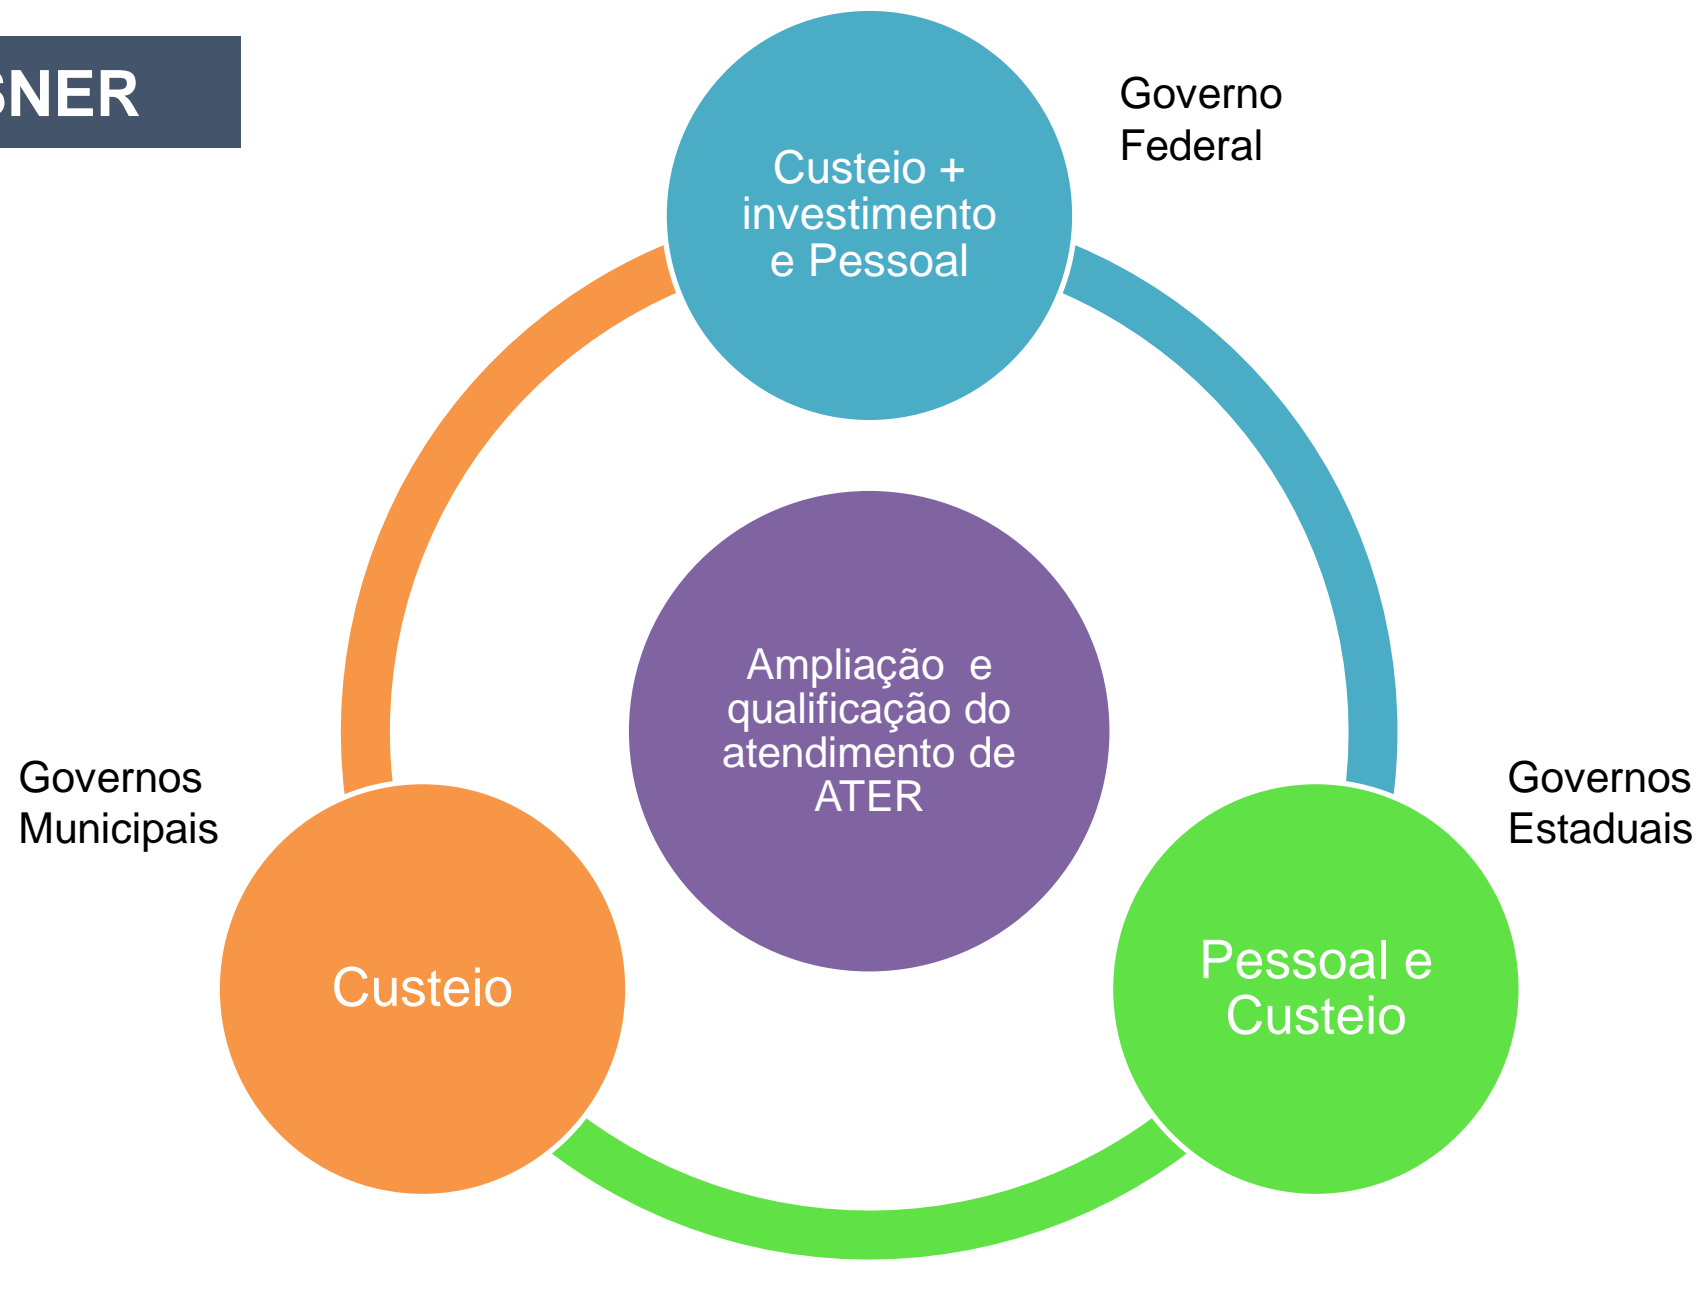 SNER
Governo
Federal
Custeio +
investimento
e Pessoal
Ampliação e
qualificação do
atendimento de
ATER
Governos
Municipais
Governos
Estaduais
Custeio
Pessoal e
Custeio